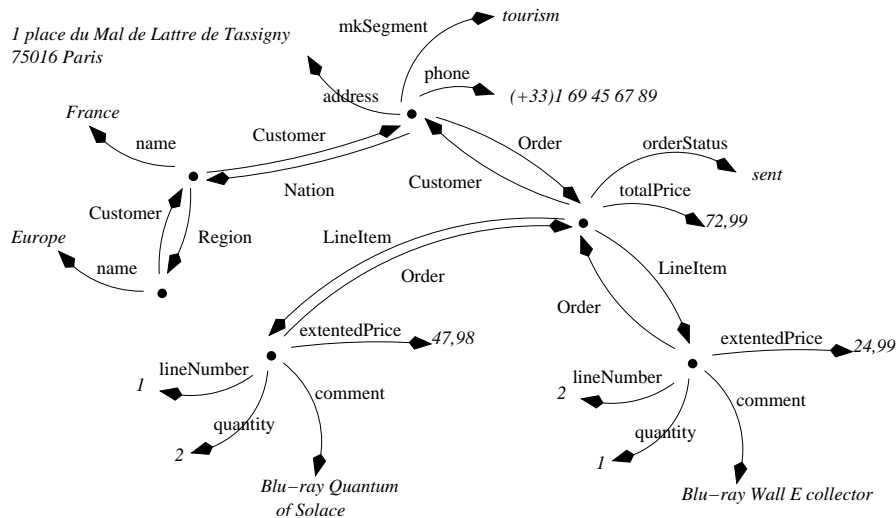 1 place du Mal de Lattre de Tassigny
75016 Paris
mkSegment
tourism
address
phone
(+33)1 69 45 67 89
France
name
Customer
Nation
Order
Customer
orderStatus
sent
totalPrice
72,99
Customer
Region
Europe
name
LineItem
Order
LineItem
Order
extentedPrice
47,98
lineNumber
1
quantity
2
comment
Blu−ray Quantum
of Solace
extentedPrice
24,99
lineNumber
2
quantity
1
comment
Blu−ray Wall E collector